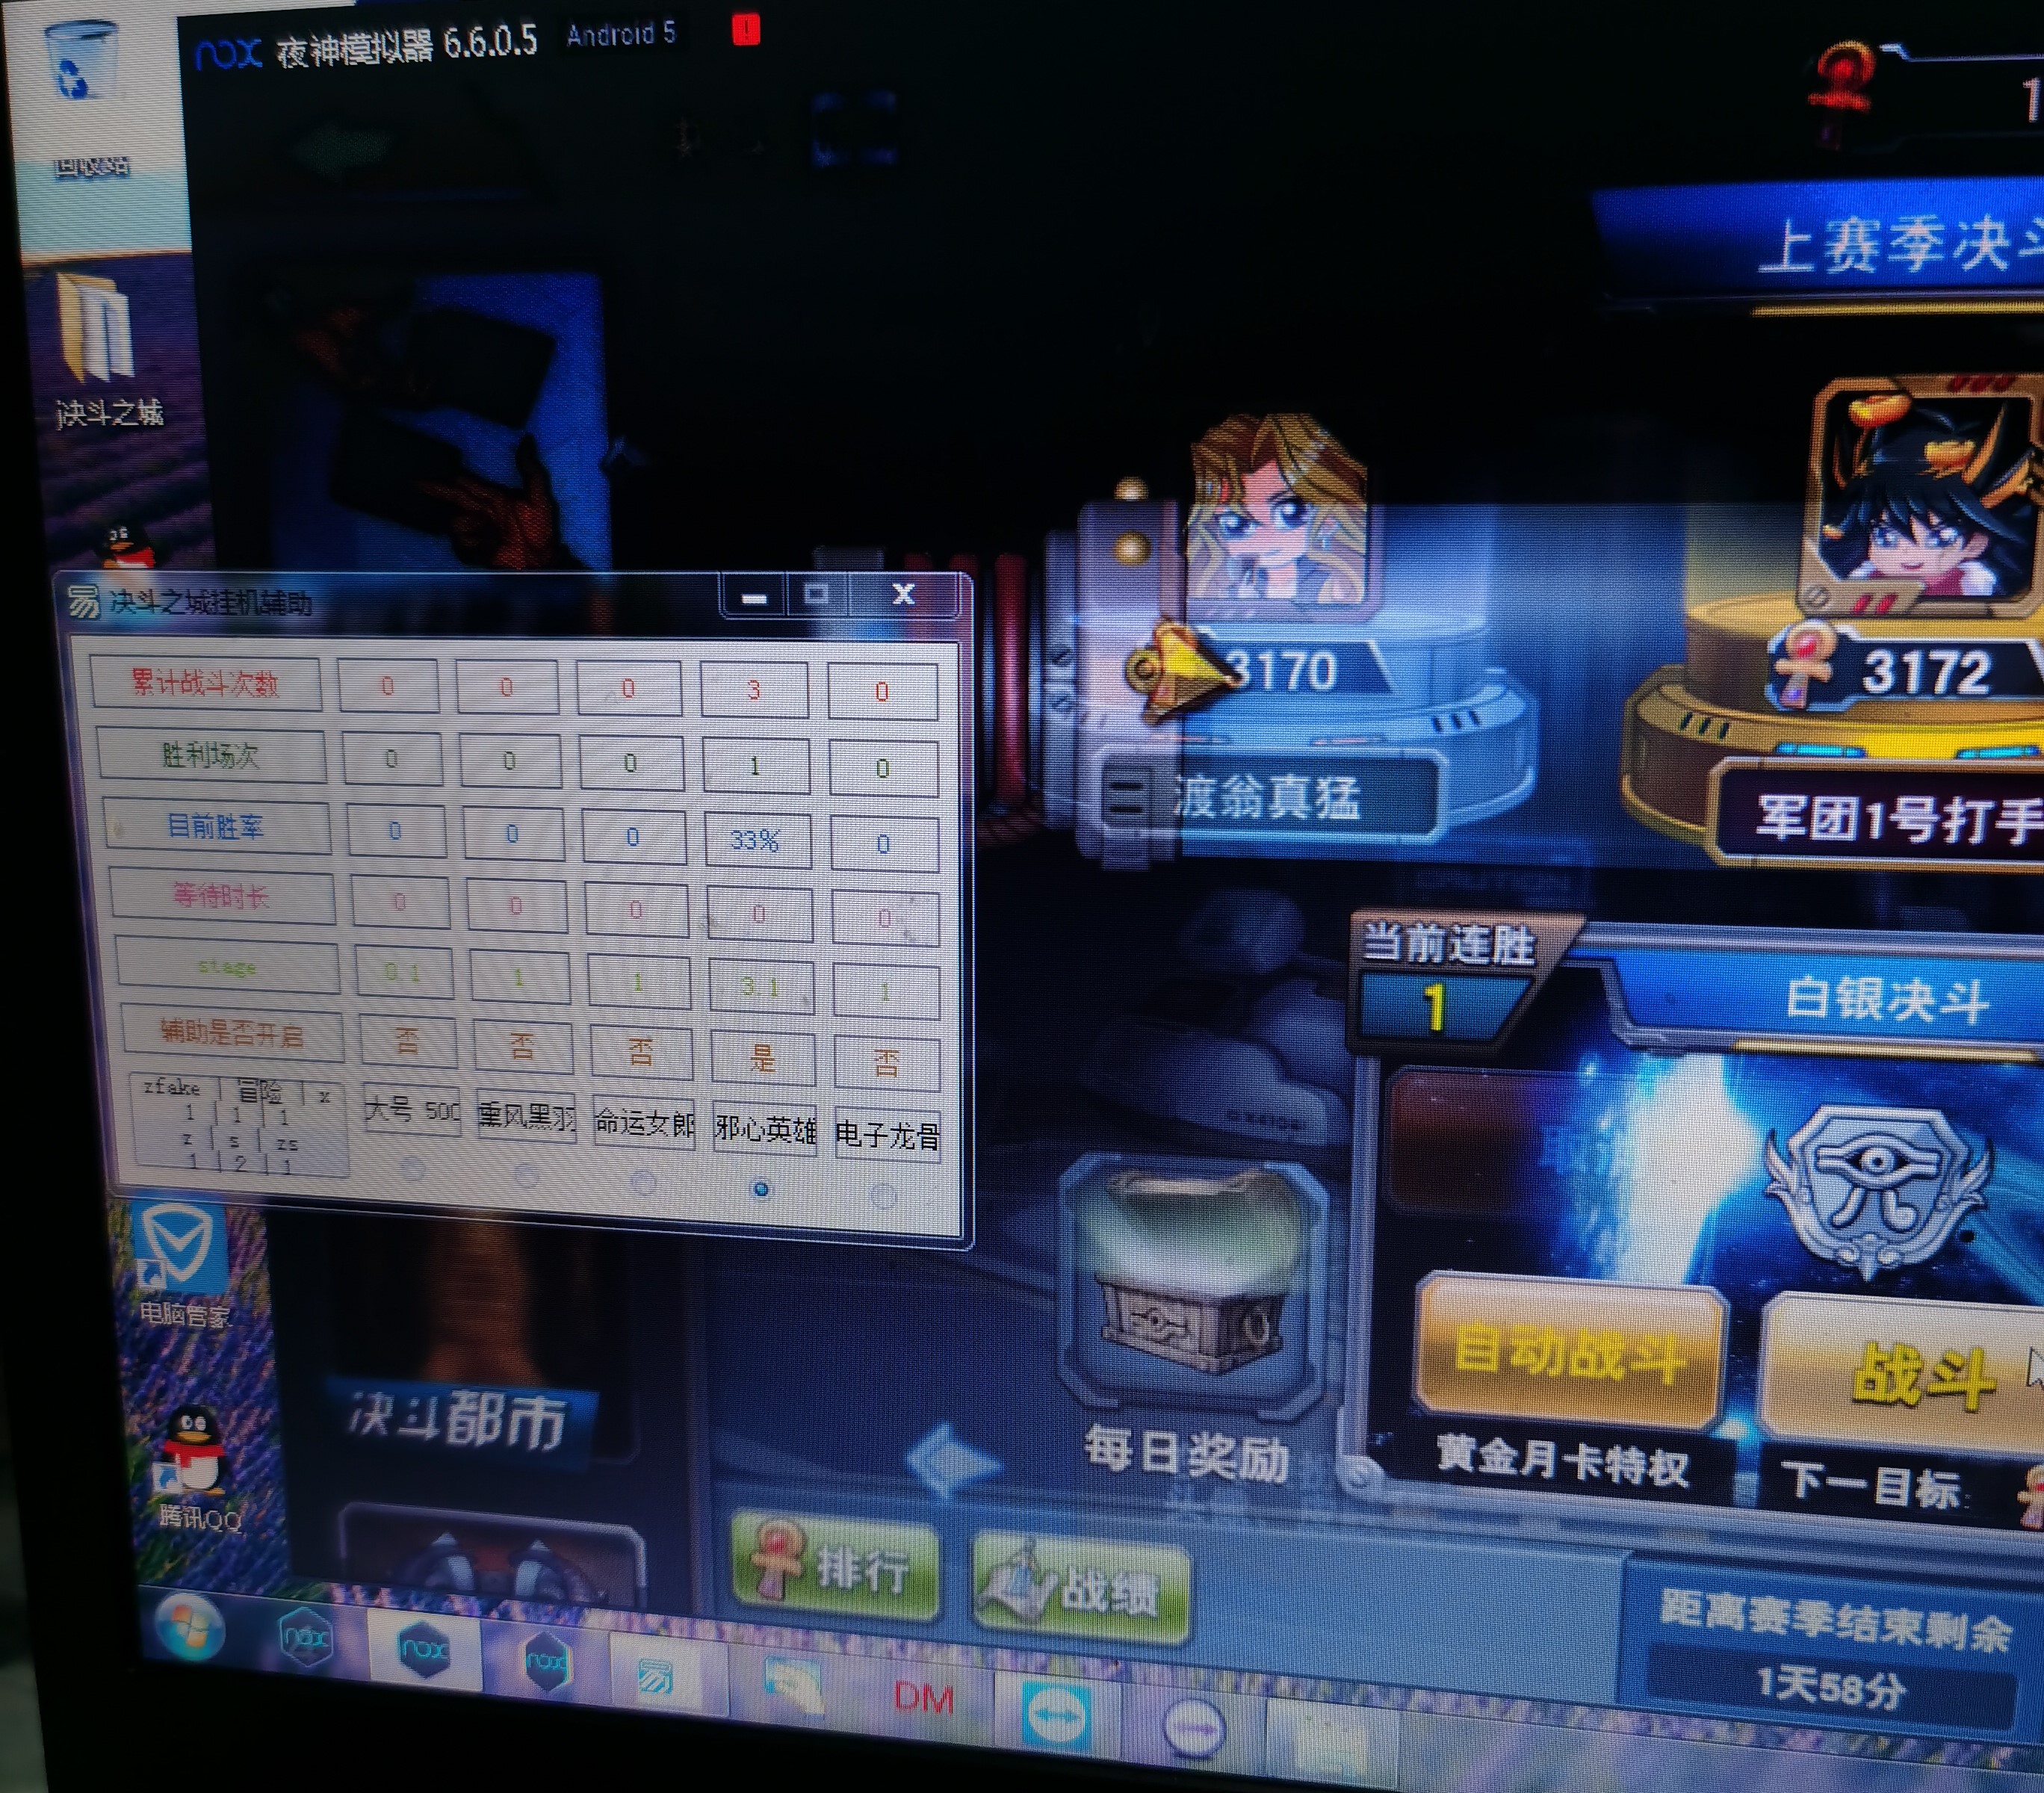 nox 夜神模拟器 6.6.0.5 Android 5
回收站
上赛季决斗
j决斗之城
决斗之城挂机辅助
累计战斗次数 0 0 0 3 0
胜利场次 0 0 0 1 0
目前胜率 0 0 0 33% 0
等待时长 0 0 0 0 0
stage 0.1 1 1 3.1 1
辅助是否开启 否 否 否 是 否
zfake | 冒险 | x
1 | 1 | 1
z | s | zs
1 | 2 | 1
大号 500 重风黑羽 命运女郎 邪心英雄 电子龙骨
3170
3172
渡翁真猛
军团1号打手
当前连胜
1
白银决斗
自动战斗
战斗
黄金月卡特权
下一目标:
每日奖励
电脑管家
决斗都市
腾讯QQ
排行
战绩
距离赛季结束剩余
1天58分
nox
nox
nox
DM